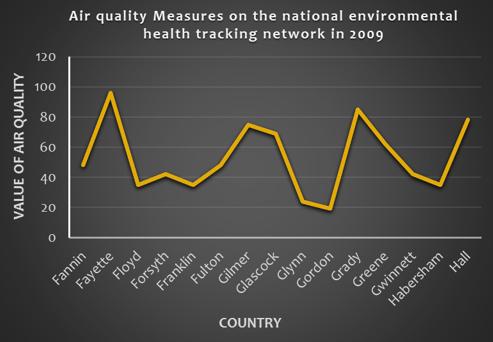 Air quality Measures on the national environmental
health tracking network in 2009
VALUE OF AIR QUALITY
120
100
80
60
40
20
0
Fannin
Fayette
Floyd
Forsyth
Franklin
Fulton
Gilmer
Glascock
Glynn
Gordon
Grady
Greene
Gwinnett
Habersham
Hall
COUNTRY